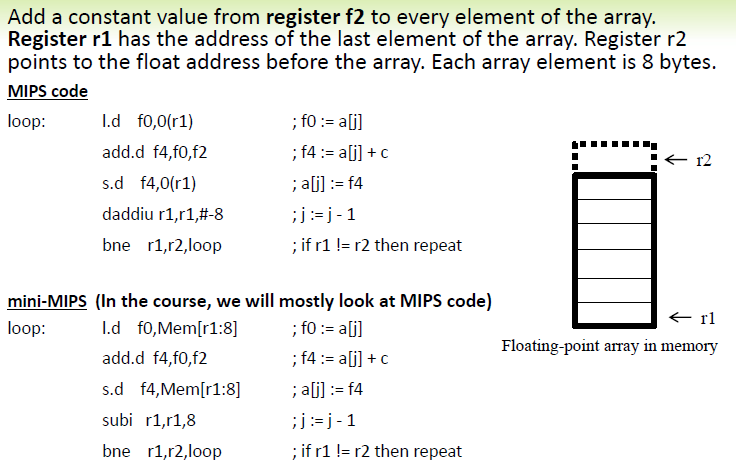 Add a constant value from register f2 to every element of the array.
Register r1 has the address of the last element of the array. Register r2
points to the float address before the array. Each array element is 8 bytes.
MIPS code
loop: l.d f0,0(r1) ; f0 := a[j]
add.d f4,f0,f2 ; f4 := a[j] + c
s.d f4,0(r1) ; a[j] := f4
daddiu r1,r1,#-8 ; j := j - 1
bne r1,r2,loop ; if r1 != r2 then repeat
mini-MIPS (In the course, we will mostly look at MIPS code)
loop: l.d f0,Mem[r1:8] ; f0 := a[j]
add.d f4,f0,f2 ; f4 := a[j] + c
s.d f4,Mem[r1:8] ; a[j] := f4
subi r1,r1,8 ; j := j - 1
bne r1,r2,loop ; if r1 != r2 then repeat
← r2
← r1
Floating-point array in memory